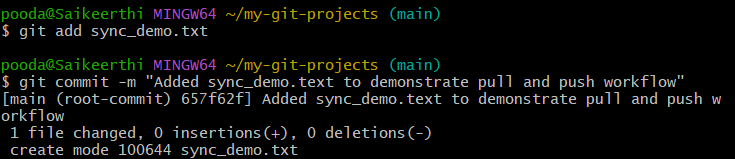 pooda@Saikeerthi MINGW64 ~/my-git-projects (main)
$ git add sync_demo.txt

pooda@Saikeerthi MINGW64 ~/my-git-projects (main)
$ git commit -m "Added sync_demo.text to demonstrate pull and push workflow"
[main (root-commit) 657f62f] Added sync_demo.text to demonstrate pull and push w
orkflow
 1 file changed, 0 insertions(+), 0 deletions(-)
 create mode 100644 sync_demo.txt